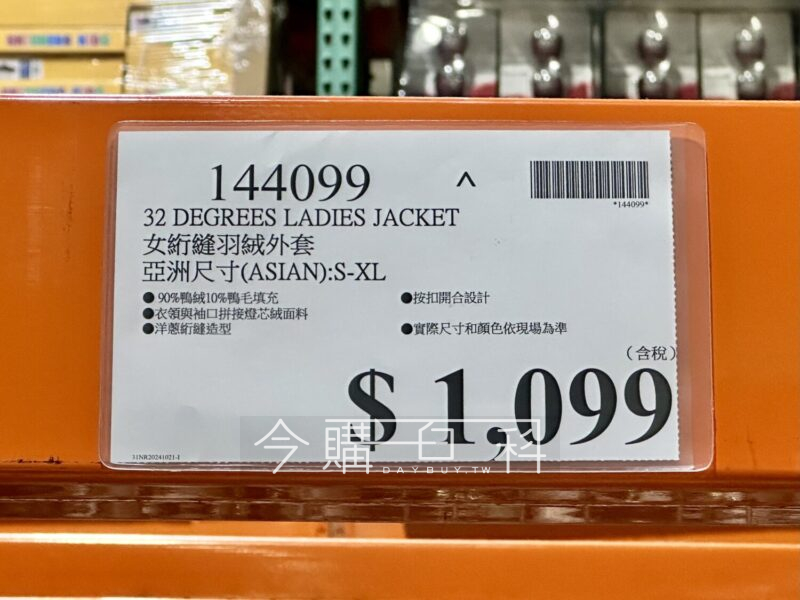 144099 ^
*144099*
32 DEGREES LADIES JACKET
女絎縫羽絨外套
亞洲尺寸(ASIAN):S-XL
●90%鴨絨10%鴨毛填充
●按扣開合設計
●衣領與袖口拼接燈芯絨面料
●洋蔥絎縫造型
●實際尺寸和顏色依現場為準
(含稅)
$ 1,099
今購百科
DAYBUY.TW
31NR20241021-I